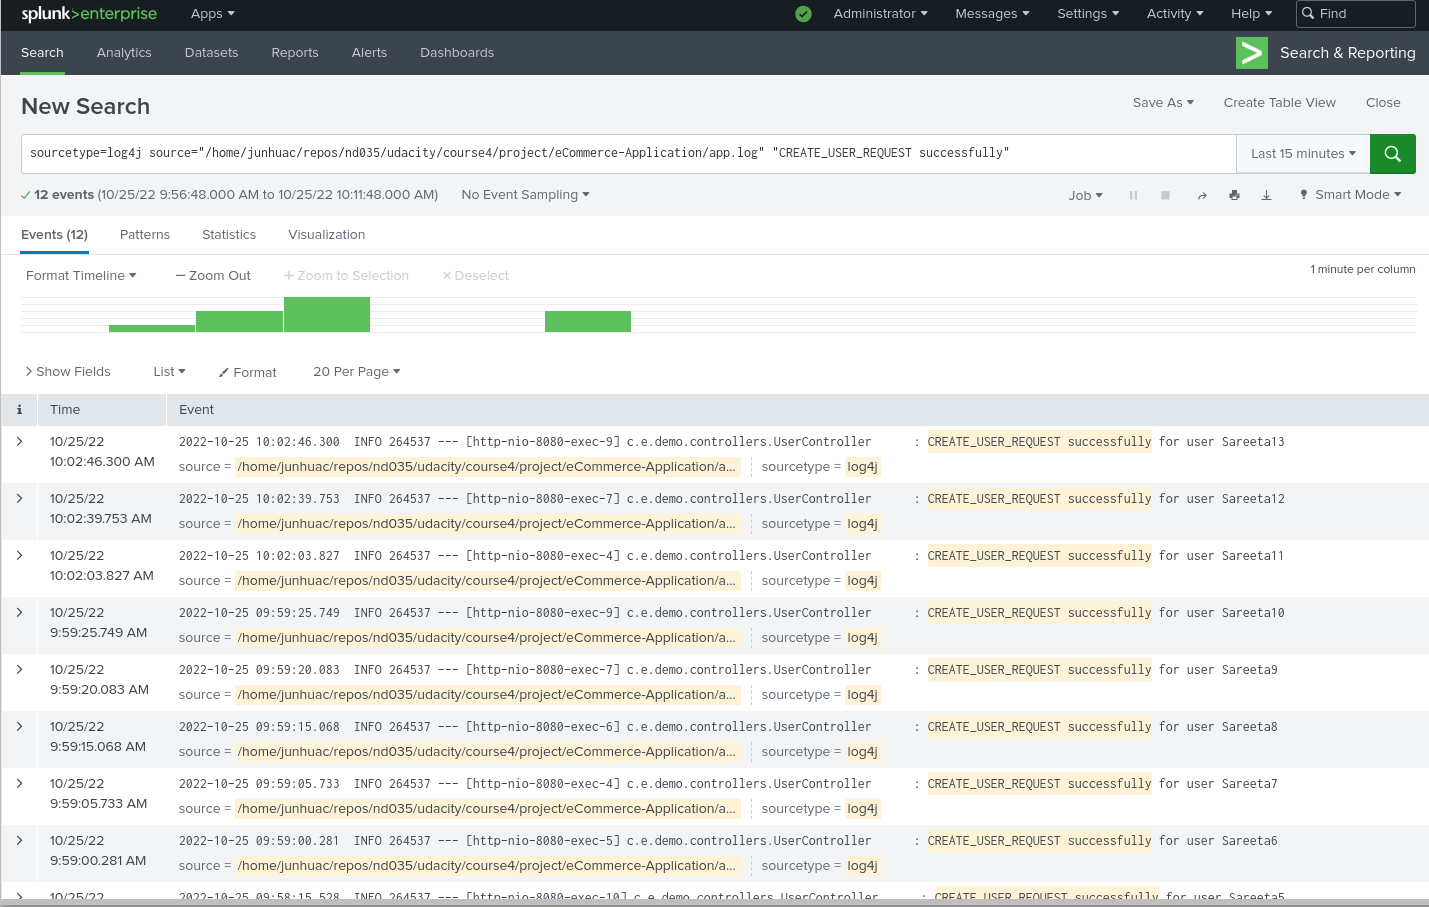 splunk>enterprise Apps Administrator Messages Settings Activity Help Find
Search Analytics Datasets Reports Alerts Dashboards Search & Reporting
New Search Save As Create Table View Close
sourcetype=log4j source="/home/junhuac/repos/nd035/udacity/course4/project/eCommerce-Application/app.log" "CREATE_USER_REQUEST successfully" Last 15 minutes
12 events (10/25/22 9:56:48.000 AM to 10/25/22 10:11:48.000 AM) No Event Sampling Job Smart Mode
Events (12) Patterns Statistics Visualization
Format Timeline — Zoom Out + Zoom to Selection × Deselect 1 minute per column
> Show Fields List Format 20 Per Page
i Time Event
10/25/22 2022-10-25 10:02:46.300 INFO 264537 --- [http-nio-8080-exec-9] c.e.demo.controllers.UserController : CREATE_USER_REQUEST successfully for user Sareeta13
10:02:46.300 AM source = /home/junhuac/repos/nd035/udacity/course4/project/eCommerce-Application/a... sourcetype = log4j
10/25/22 2022-10-25 10:02:39.753 INFO 264537 --- [http-nio-8080-exec-7] c.e.demo.controllers.UserController : CREATE_USER_REQUEST successfully for user Sareeta12
10:02:39.753 AM source = /home/junhuac/repos/nd035/udacity/course4/project/eCommerce-Application/a... sourcetype = log4j
10/25/22 2022-10-25 10:02:03.827 INFO 264537 --- [http-nio-8080-exec-4] c.e.demo.controllers.UserController : CREATE_USER_REQUEST successfully for user Sareeta11
10:02:03.827 AM source = /home/junhuac/repos/nd035/udacity/course4/project/eCommerce-Application/a... sourcetype = log4j
10/25/22 2022-10-25 09:59:25.749 INFO 264537 --- [http-nio-8080-exec-9] c.e.demo.controllers.UserController : CREATE_USER_REQUEST successfully for user Sareeta10
9:59:25.749 AM source = /home/junhuac/repos/nd035/udacity/course4/project/eCommerce-Application/a... sourcetype = log4j
10/25/22 2022-10-25 09:59:20.083 INFO 264537 --- [http-nio-8080-exec-7] c.e.demo.controllers.UserController : CREATE_USER_REQUEST successfully for user Sareeta9
9:59:20.083 AM source = /home/junhuac/repos/nd035/udacity/course4/project/eCommerce-Application/a... sourcetype = log4j
10/25/22 2022-10-25 09:59:15.068 INFO 264537 --- [http-nio-8080-exec-6] c.e.demo.controllers.UserController : CREATE_USER_REQUEST successfully for user Sareeta8
9:59:15.068 AM source = /home/junhuac/repos/nd035/udacity/course4/project/eCommerce-Application/a... sourcetype = log4j
10/25/22 2022-10-25 09:59:05.733 INFO 264537 --- [http-nio-8080-exec-4] c.e.demo.controllers.UserController : CREATE_USER_REQUEST successfully for user Sareeta7
9:59:05.733 AM source = /home/junhuac/repos/nd035/udacity/course4/project/eCommerce-Application/a... sourcetype = log4j
10/25/22 2022-10-25 09:59:00.281 INFO 264537 --- [http-nio-8080-exec-5] c.e.demo.controllers.UserController : CREATE_USER_REQUEST successfully for user Sareeta6
9:59:00.281 AM source = /home/junhuac/repos/nd035/udacity/course4/project/eCommerce-Application/a... sourcetype = log4j
10/25/22 2022-10-25 09:58:15.528 INFO 264537 --- [http-nio-8080-exec-10] c.e.demo.controllers.UserController : CREATE_USER_REQUEST successfully for user Sareeta5